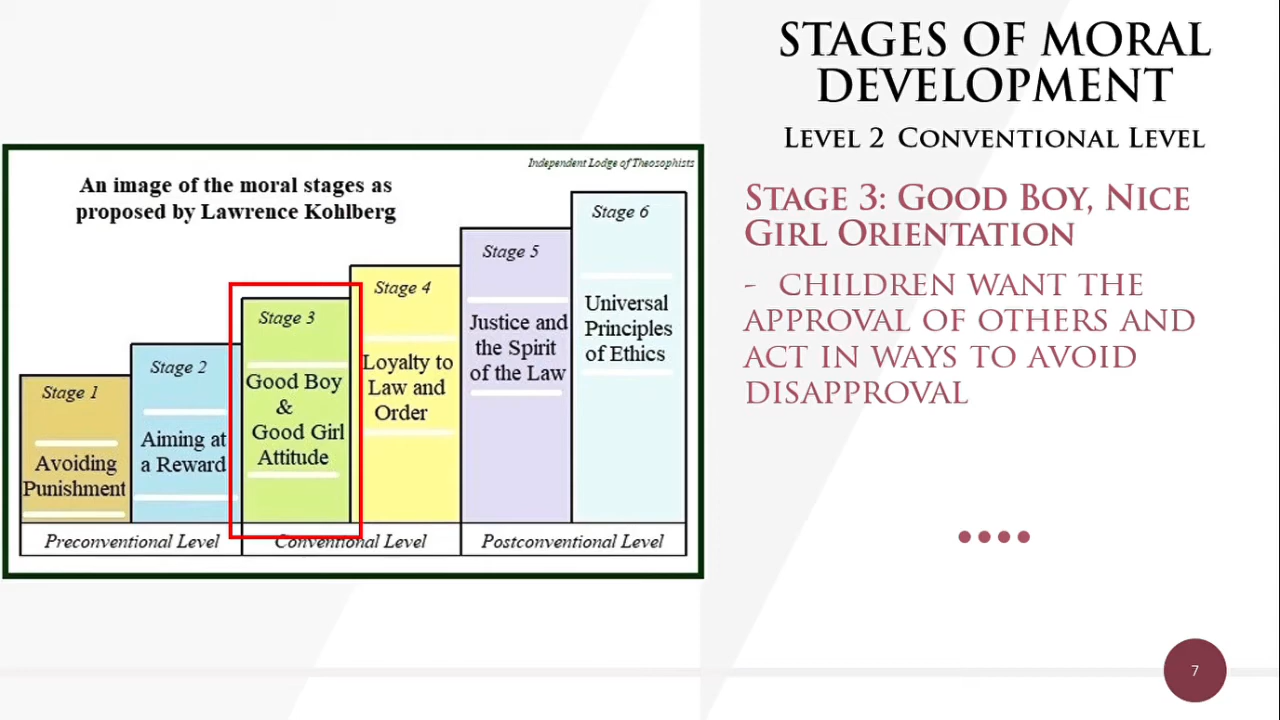 STAGES OF MORAL
DEVELOPMENT
LEVEL 2 CONVENTIONAL LEVEL
STAGE 3: GOOD BOY, NICE
GIRL ORIENTATION
- CHILDREN WANT THE
APPROVAL OF OTHERS AND
ACT IN WAYS TO AVOID
DISAPPROVAL
Independent Lodge of Theosophists
An image of the moral stages as
proposed by Lawrence Kohlberg
Stage 1
Avoiding
Punishment
Stage 2
Aiming at
a Reward
Stage 3
Good Boy
&
Good Girl
Attitude
Stage 4
Loyalty to
Law and
Order
Stage 5
Justice and
the Spirit
of the Law
Stage 6
Universal
Principles
of Ethics
Preconventional Level
Conventional Level
Postconventional Level
7